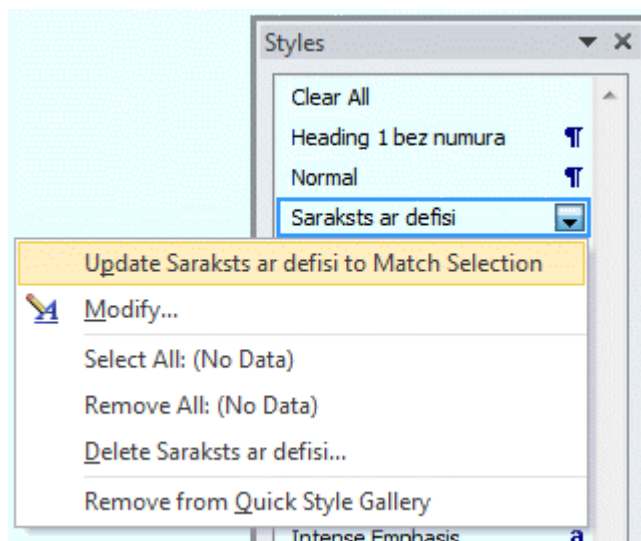 Styles
Clear All
Heading 1 bez numura ¶
Normal ¶
Saraksts ar defisi
Update Saraksts ar defisi to Match Selection
Modify...
Select All: (No Data)
Remove All: (No Data)
Delete Saraksts ar defisi...
Remove from Quick Style Gallery
Intense Emphasis a